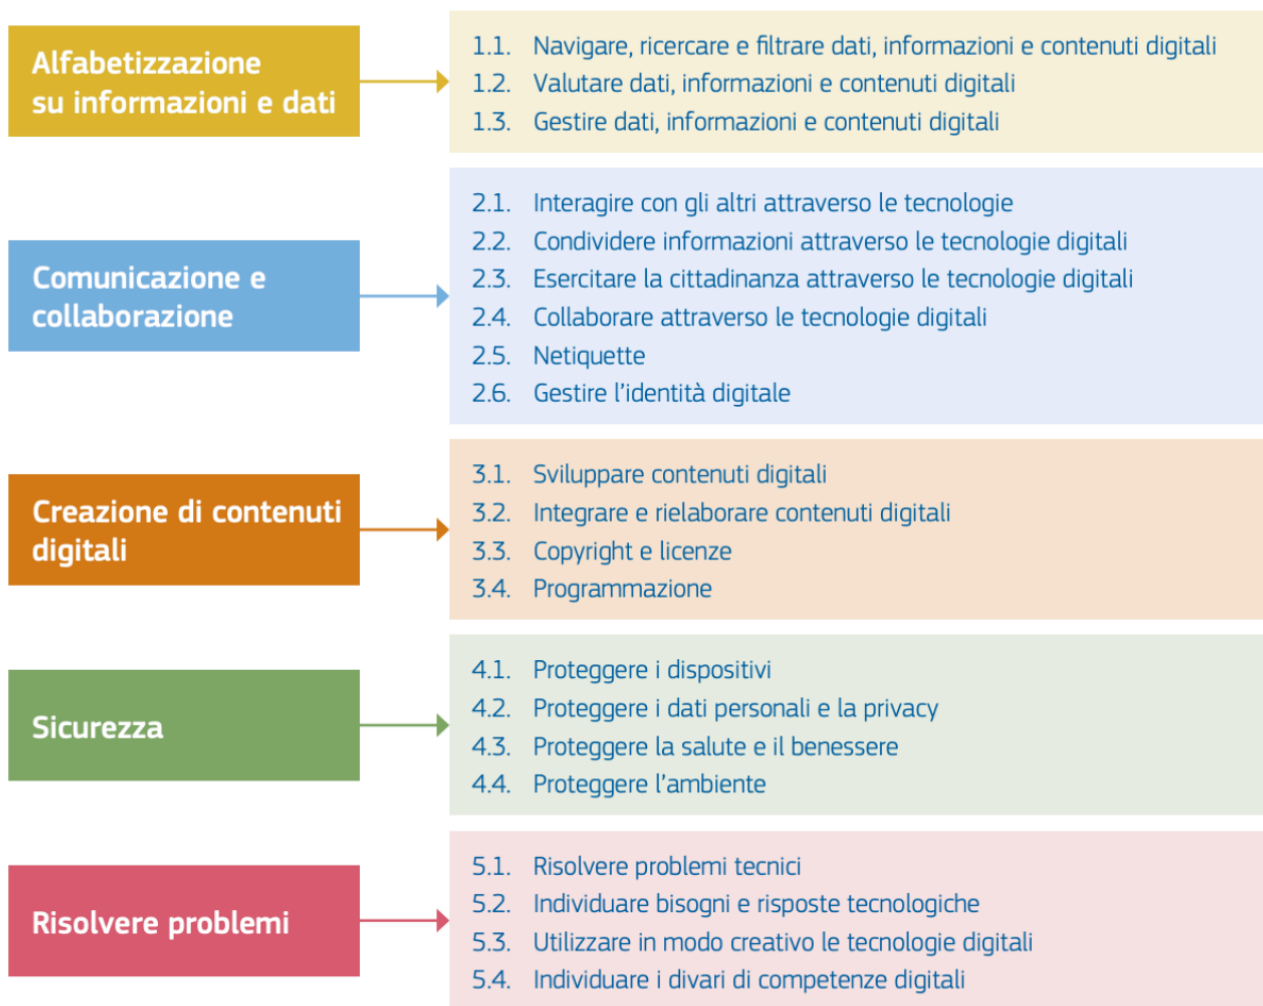 Alfabetizzazione
su informazioni e dati
1.1. Navigare, ricercare e filtrare dati, informazioni e contenuti digitali
1.2. Valutare dati, informazioni e contenuti digitali
1.3. Gestire dati, informazioni e contenuti digitali
Comunicazione e
collaborazione
2.1. Interagire con gli altri attraverso le tecnologie
2.2. Condividere informazioni attraverso le tecnologie digitali
2.3. Esercitare la cittadinanza attraverso le tecnologie digitali
2.4. Collaborare attraverso le tecnologie digitali
2.5. Netiquette
2.6. Gestire l'identità digitale
Creazione di contenuti
digitali
3.1. Sviluppare contenuti digitali
3.2. Integrare e rielaborare contenuti digitali
3.3. Copyright e licenze
3.4. Programmazione
Sicurezza
4.1. Proteggere i dispositivi
4.2. Proteggere i dati personali e la privacy
4.3. Proteggere la salute e il benessere
4.4. Proteggere l'ambiente
Risolvere problemi
5.1. Risolvere problemi tecnici
5.2. Individuare bisogni e risposte tecnologiche
5.3. Utilizzare in modo creativo le tecnologie digitali
5.4. Individuare i divari di competenze digitali